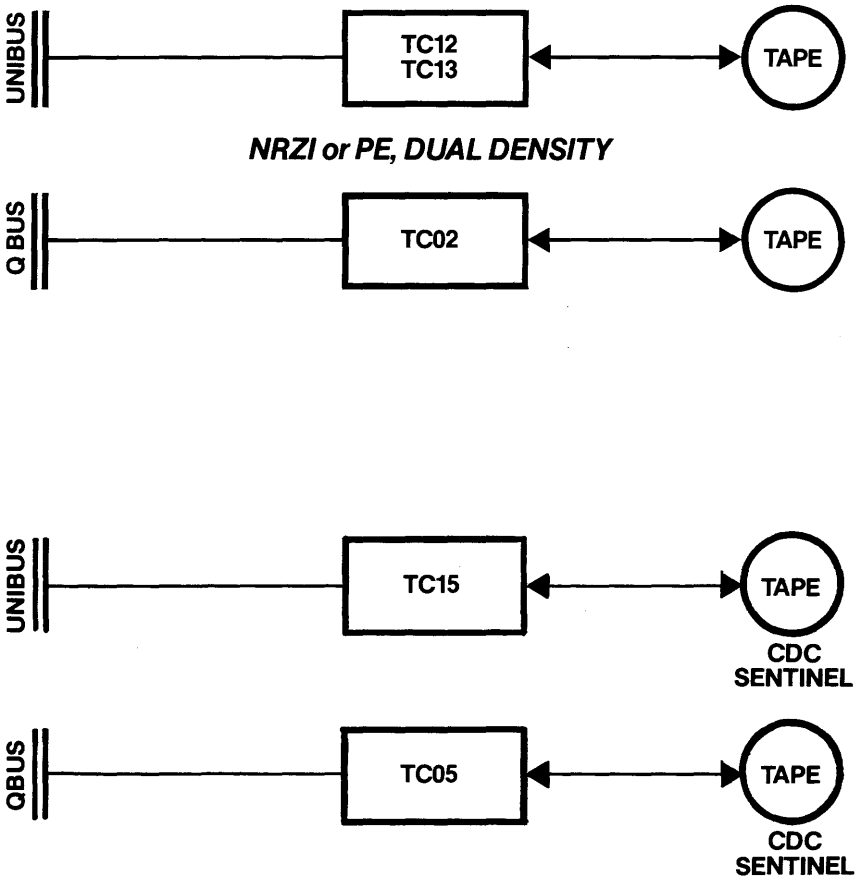 UNIBUS
TC12
TC13
TAPE
NRZI or PE, DUAL DENSITY
Q BUS
TC02
TAPE
UNIBUS
TC15
TAPE
CDC
SENTINEL
QBUS
TC05
TAPE
CDC
SENTINEL